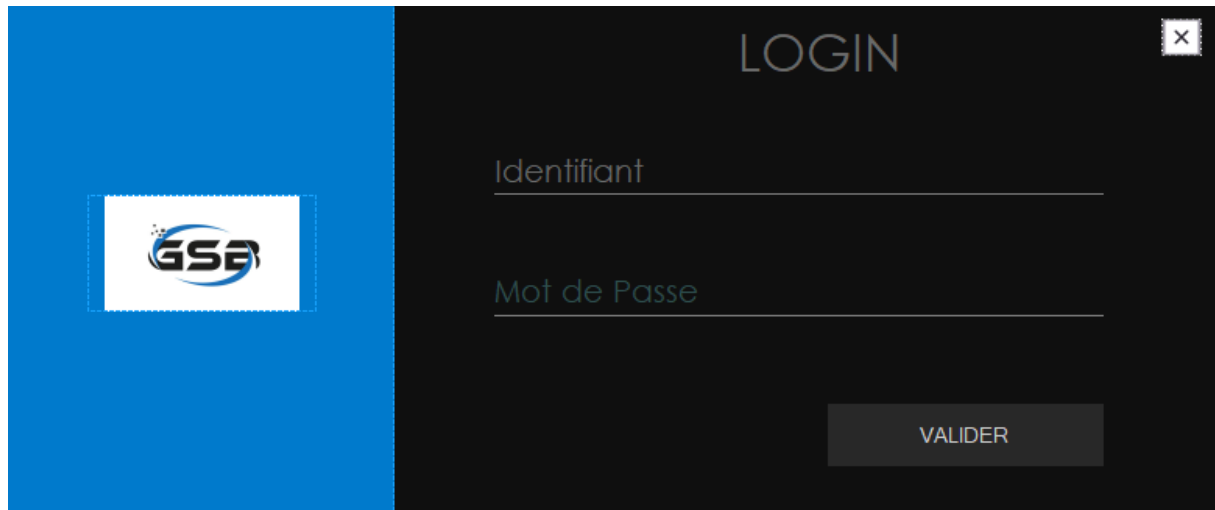 LOGIN
Identifiant
GSB
Mot de Passe
VALIDER